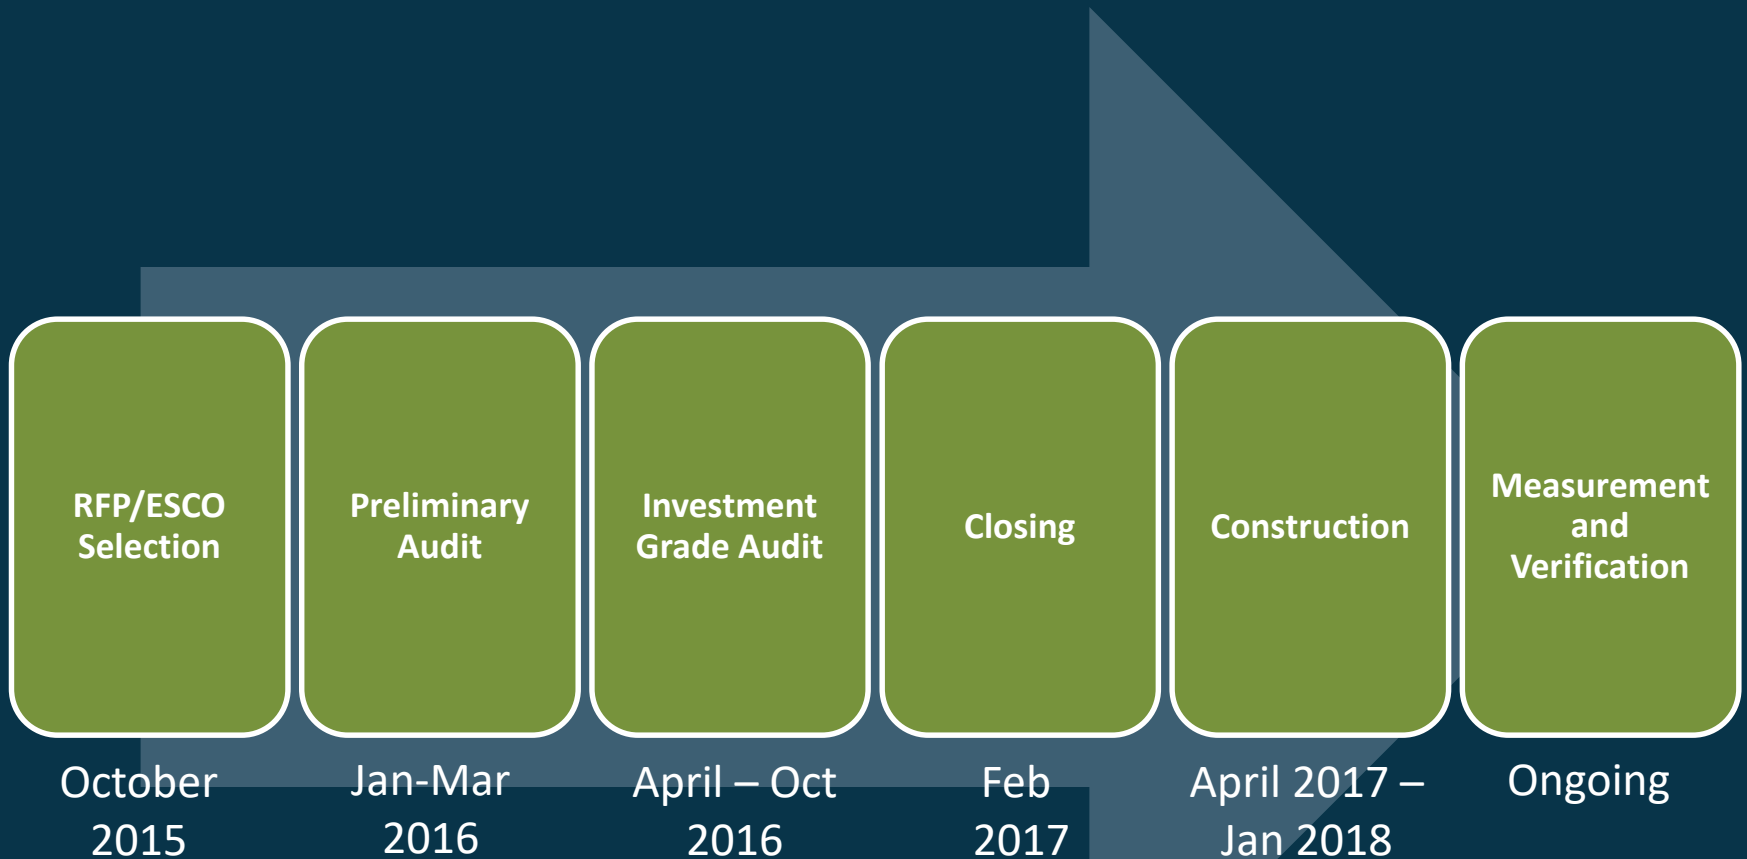 RFP/ESCO
Selection
Preliminary
Audit
Investment
Grade Audit
Closing
Construction
Measurement
and
Verification
October
2015
Jan-Mar
2016
April – Oct
2016
Feb
2017
April 2017 –
Jan 2018
Ongoing